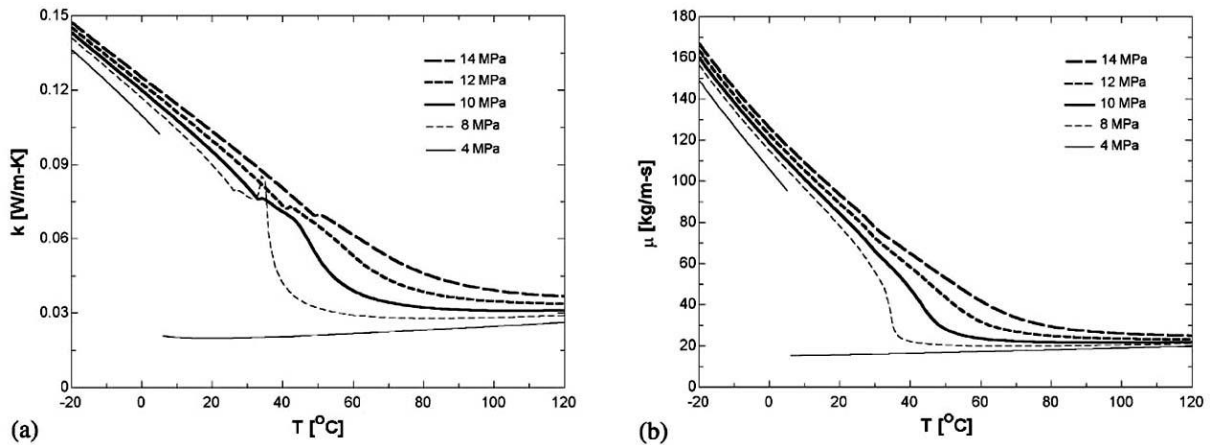 0.15
0.12
0.09
0.06
0.03
0
-20 0 20 40 60 80 100 120
k [W/m-K]
T [°C]
14 MPa
12 MPa
10 MPa
8 MPa
4 MPa
(a)
180
160
140
120
100
80
60
40
20
0
-20 0 20 40 60 80 100 120
μ [kg/m-s]
T [°C]
14 MPa
12 MPa
10 MPa
8 MPa
4 MPa
(b)